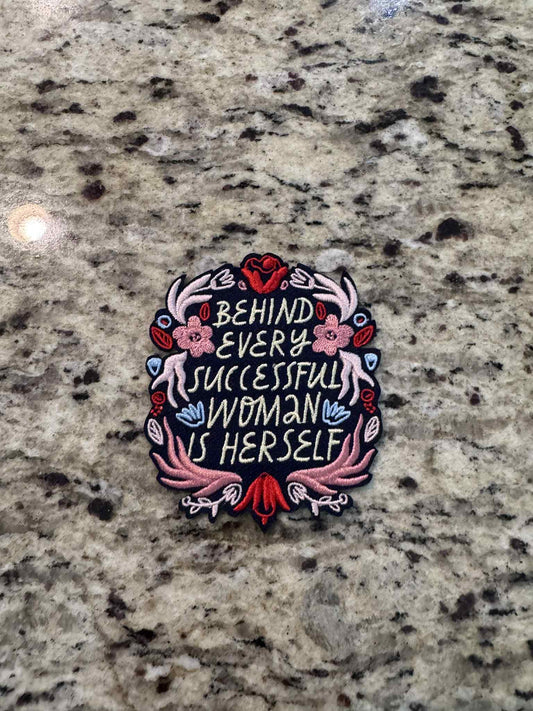 BEHIND
EVERY
SUCCESSFUL
WOMAN
IS HERSELF